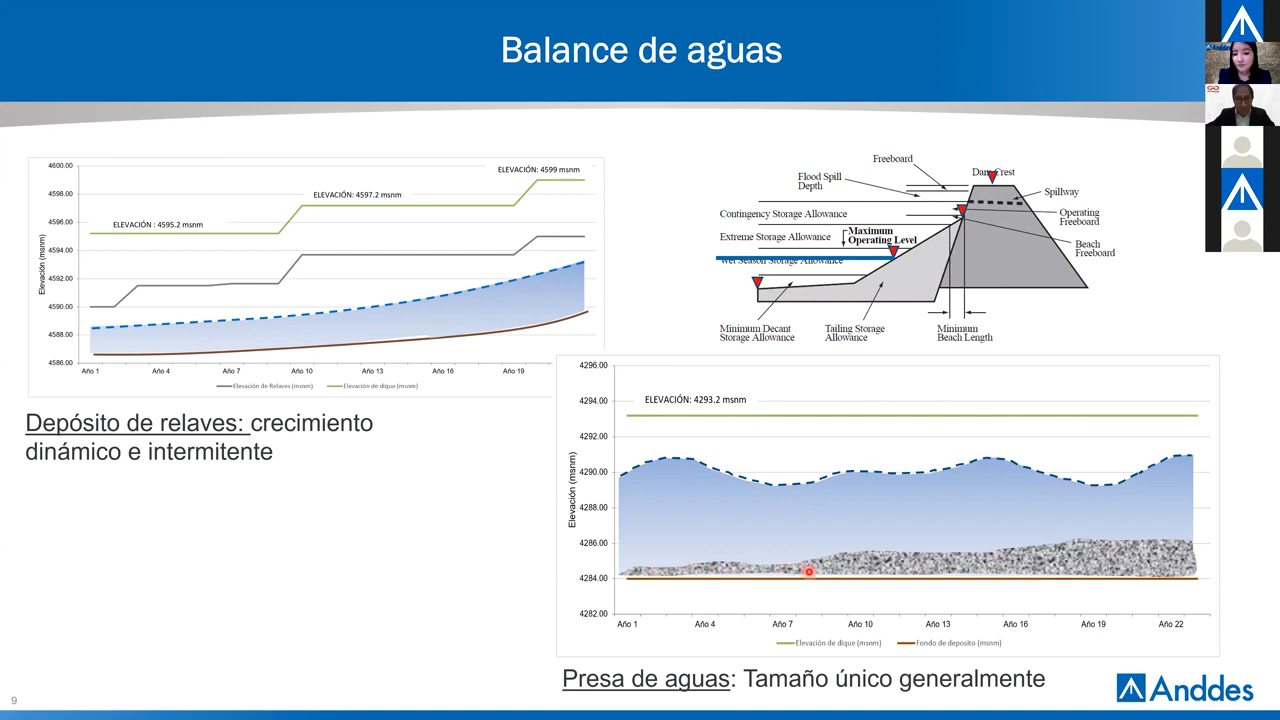 Balance de aguas
4600.00
4598.00
4596.00
4594.00
4592.00
4590.00
4588.00
4586.00
Elevación (msnm)
ELEVACIÓN : 4595.2 msnm
ELEVACIÓN: 4597.2 msnm
ELEVACIÓN: 4599 msnm
Año 1 Año 4 Año 7 Año 10 Año 13 Año 16 Año 19
Elevación de Relaves (msnm) Elevación de dique (msnm)
Depósito de relaves: crecimiento
dinámico e intermitente
Freeboard
Flood Spill
Depth
Contingency Storage Allowance
Extreme Storage Allowance
Maximum
Operating Level
Wet Season Storage Allowance
Dam Crest
Spillway
Operating
Freeboard
Beach
Freeboard
Minimum Decant
Storage Allowance
Tailing Storage
Allowance
Minimum
Beach Length
4296.00
4294.00
4292.00
4290.00
4288.00
4286.00
4284.00
4282.00
Elevación (msnm)
ELEVACIÓN: 4293.2 msnm
Año 1 Año 4 Año 7 Año 10 Año 13 Año 16 Año 19 Año 22
Elevación de dique (msnm) Fondo de deposito (msnm)
Presa de aguas: Tamaño único generalmente
9
Anddes